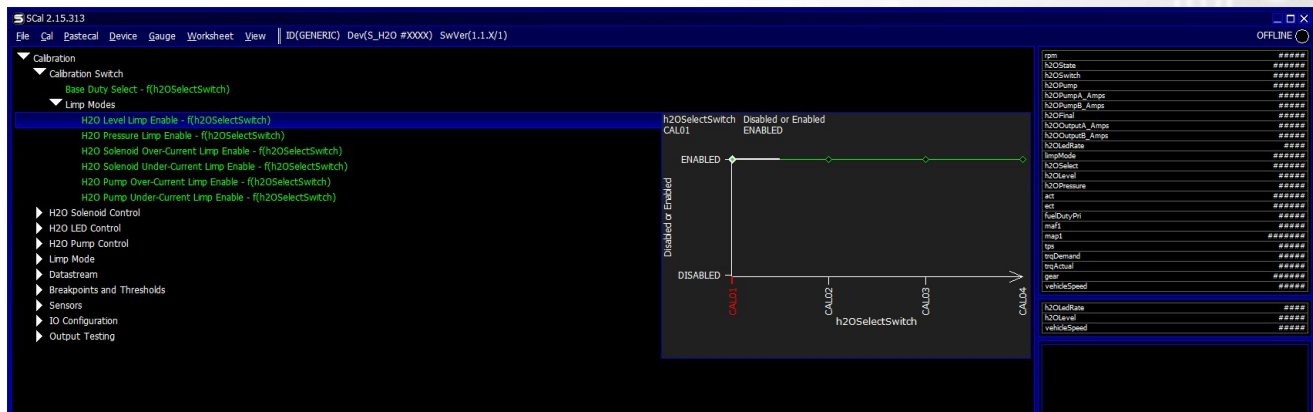 SCal 2.15.313
File Cal Pastecal Device Gauge Worksheet View ID(GENERIC) Dev(S_H2O #XXXX) SwVer(1.1.X/1) OFFLINE
Calibration
Calibration Switch
Base Duty Select - f(h2OSelectSwitch)
Limp Modes
H2O Level Limp Enable - f(h2OSelectSwitch)
H2O Pressure Limp Enable - f(h2OSelectSwitch)
H2O Solenoid Over-Current Limp Enable - f(h2OSelectSwitch)
H2O Solenoid Under-Current Limp Enable - f(h2OSelectSwitch)
H2O Pump Over-Current Limp Enable - f(h2OSelectSwitch)
H2O Pump Under-Current Limp Enable - f(h2OSelectSwitch)
H2O Solenoid Control
H2O LED Control
H2O Pump Control
Limp Mode
Datastream
Breakpoints and Thresholds
Sensors
IO Configuration
Output Testing
h2OSelectSwitch Disabled or Enabled
CAL01 ENABLED
ENABLED
Disabled or Enabled
DISABLED
CAL01 CAL02 CAL03 CAL04
h2OSelectSwitch
rpm #####
h2OState ######
h2OSwitch ######
h2OPump ######
h2OPumpA_Amps #####
h2OPumpB_Amps #####
h2OFinal #####
h2OOutputA_Amps #####
h2OOutputB_Amps #####
h2OLedRate ####
limpMode ######
h2OSelect ######
h2OLevel #####
h2OPressure #####
act ######
ect ######
fuelDutyPri #####
maf1 #####
map1 #######
tps #####
trqDemand #####
trqActual #####
gear ######
vehicleSpeed #####
h2OLedRate ####
h2OLevel #####
vehicleSpeed #####